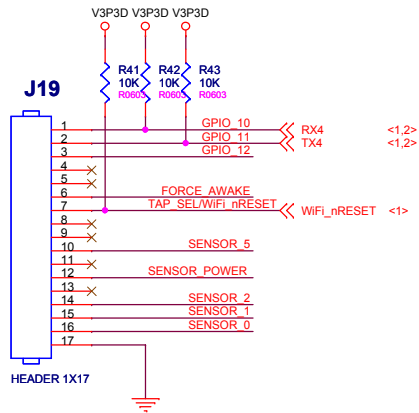 V3P3D V3P3D V3P3D
J19
R41 R42 R43
10K 10K 10K
R0603 R0603 R0603
1 GPIO_10 RX4 <1,2>
2 GPIO_11 TX4 <1,2>
3 GPIO_12
4
5
6 FORCE_AWAKE
7 TAP_SEL/WiFi_nRESET WiFi_nRESET <1>
8
9
10 SENSOR_5
11
12 SENSOR_POWER
13
14 SENSOR_2
15 SENSOR_1
16 SENSOR_0
17
HEADER 1X17